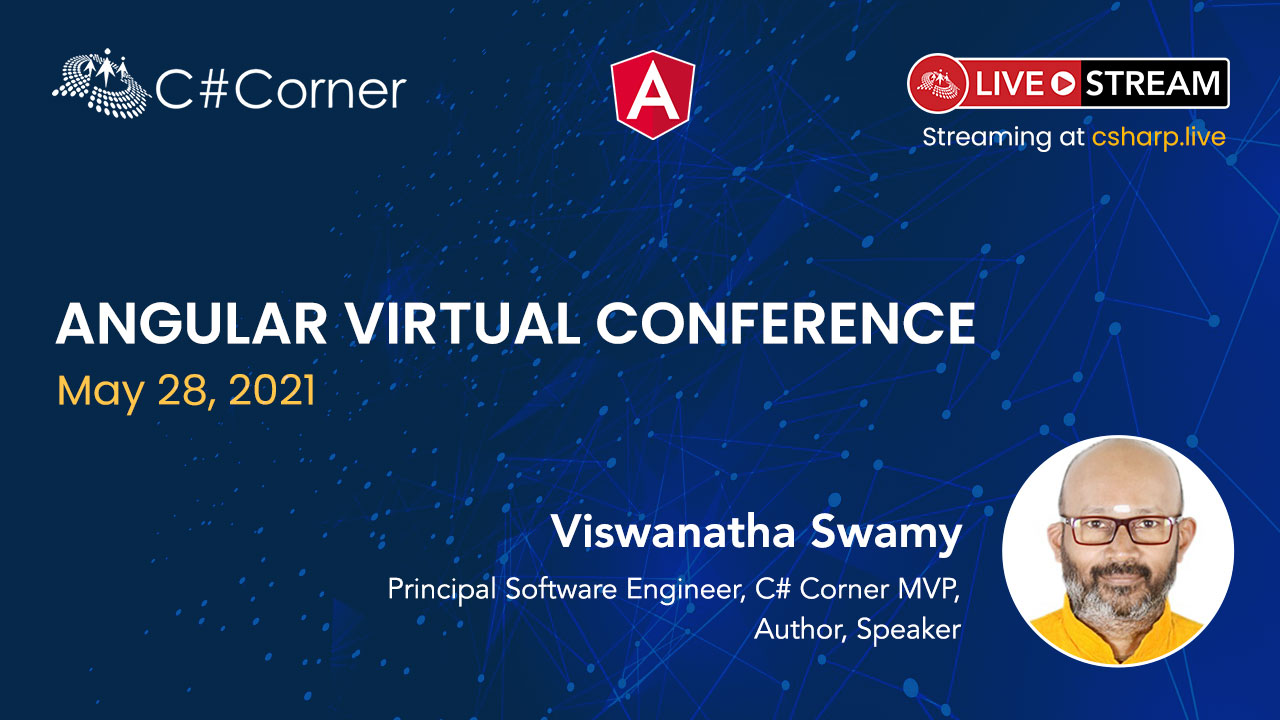 C#Corner
A
LIVE STREAM
Streaming at csharp.live
ANGULAR VIRTUAL CONFERENCE
May 28, 2021
Viswanatha Swamy
Principal Software Engineer, C# Corner MVP,
Author, Speaker